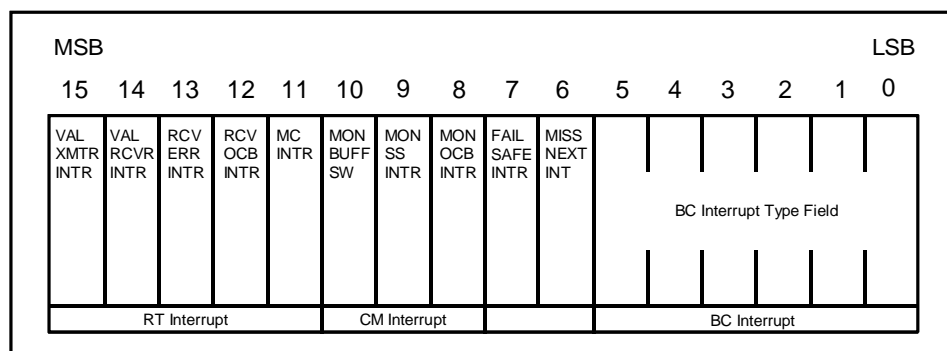 MSB LSB
15 14 13 12 11 10 9 8 7 6 5 4 3 2 1 0
VAL XMTR INTR
VAL RCVR INTR
RCV ERR INTR
RCV OCB INTR
MC INTR
MON BUFF SW
MON SS INTR
MON OCB INTR
FAIL SAFE INTR
MISS NEXT INT
BC Interrupt Type Field
RT Interrupt CM Interrupt BC Interrupt